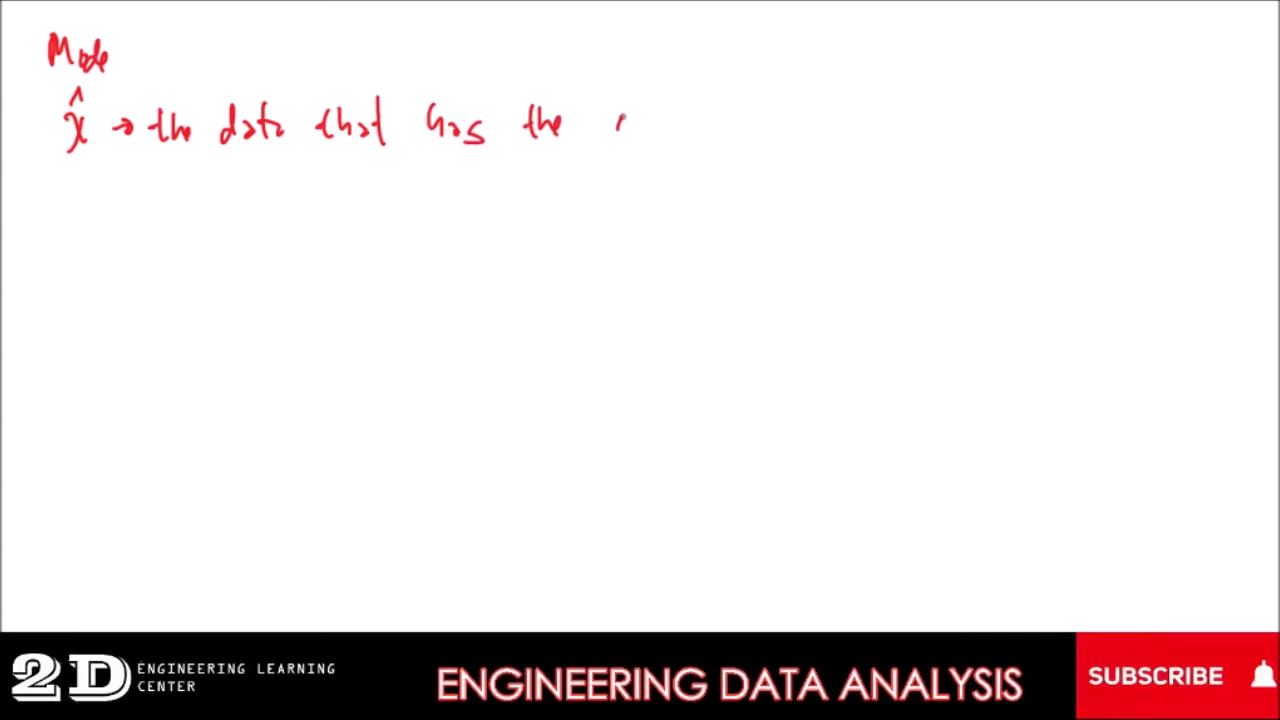 Mode
x̂ → the data that has the
2D ENGINEERING LEARNING
CENTER
ENGINEERING DATA ANALYSIS
SUBSCRIBE